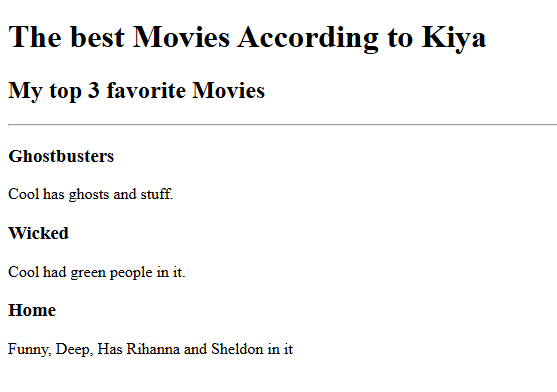 The best Movies According to Kiya
My top 3 favorite Movies
Ghostbusters
Cool has ghosts and stuff.
Wicked
Cool had green people in it.
Home
Funny, Deep, Has Rihanna and Sheldon in it